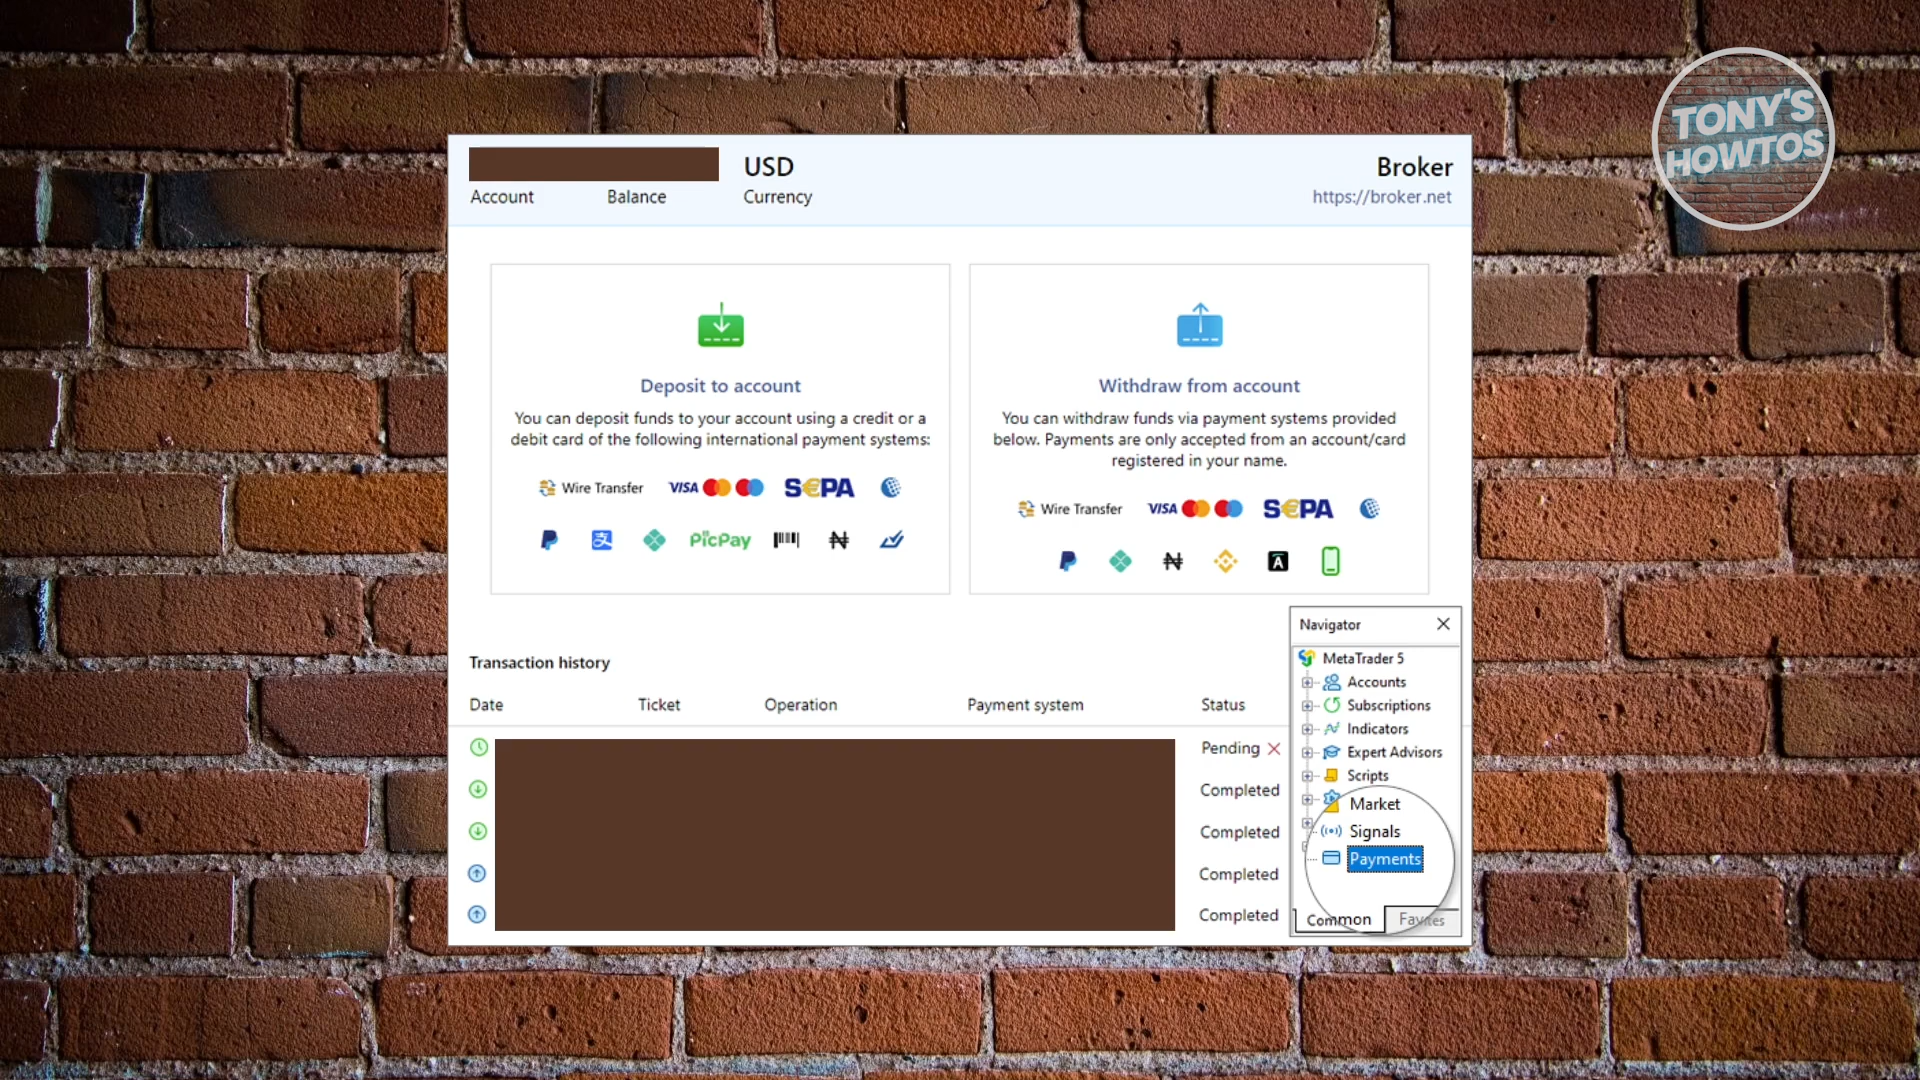 TONY'S
HOWTOS
USD
Broker
Account
Balance
Currency
https://broker.net
Deposit to account
You can deposit funds to your account using a credit or a
debit card of the following international payment systems:
Wire Transfer
VISA
S€PA
PicPay
Withdraw from account
You can withdraw funds via payment systems provided
below. Payments are only accepted from an account/card
registered in your name.
Wire Transfer
VISA
S€PA
A
Transaction history
Date
Ticket
Operation
Payment system
Status
Pending
Completed
Completed
Completed
Completed
Navigator
MetaTrader 5
Accounts
Subscriptions
Indicators
Expert Advisors
Scripts
Market
Signals
Payments
Common